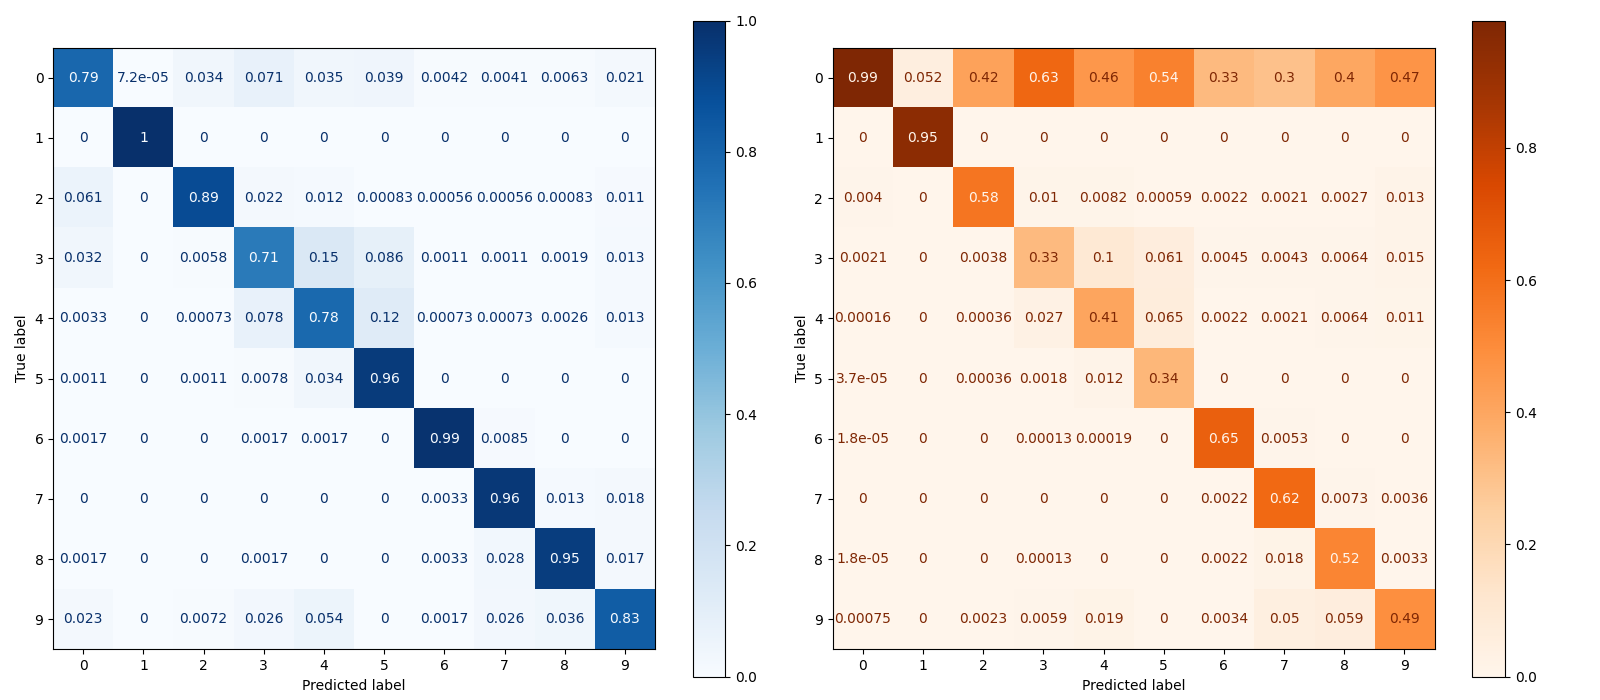 0 0.79 7.2e-05 0.034 0.071 0.035 0.039 0.0042 0.0041 0.0063 0.021
1 0 1 0 0 0 0 0 0 0 0
2 0.061 0 0.89 0.022 0.012 0.00083 0.00056 0.00056 0.00083 0.011
3 0.032 0 0.0058 0.71 0.15 0.086 0.0011 0.0011 0.0019 0.013
4 0.0033 0 0.00073 0.078 0.78 0.12 0.00073 0.00073 0.0026 0.013
5 0.0011 0 0.0011 0.0078 0.034 0.96 0 0 0 0
6 0.0017 0 0 0.0017 0.0017 0 0.99 0.0085 0 0
7 0 0 0 0 0 0 0.0033 0.96 0.013 0.018
8 0.0017 0 0 0.0017 0 0 0.0033 0.028 0.95 0.017
9 0.023 0 0.0072 0.026 0.054 0 0.0017 0.026 0.036 0.83
0 1 2 3 4 5 6 7 8 9
Predicted label
True label
1.0
0.8
0.6
0.4
0.2
0.0
0 0.99 0.052 0.42 0.63 0.46 0.54 0.33 0.3 0.4 0.47
1 0 0.95 0 0 0 0 0 0 0 0
2 0.004 0 0.58 0.01 0.0082 0.00059 0.0022 0.0021 0.0027 0.013
3 0.0021 0 0.0038 0.33 0.1 0.061 0.0045 0.0043 0.0064 0.015
4 0.00016 0 0.00036 0.027 0.41 0.065 0.0022 0.0021 0.0064 0.011
5 3.7e-05 0 0.00036 0.0018 0.012 0.34 0 0 0 0
6 1.8e-05 0 0 0.00013 0.00019 0 0.65 0.0053 0 0
7 0 0 0 0 0 0 0.0022 0.62 0.0073 0.0036
8 1.8e-05 0 0 0.00013 0 0 0.0022 0.018 0.52 0.0033
9 0.00075 0 0.0023 0.0059 0.019 0 0.0034 0.05 0.059 0.49
0 1 2 3 4 5 6 7 8 9
Predicted label
True label
0.8
0.6
0.4
0.2
0.0